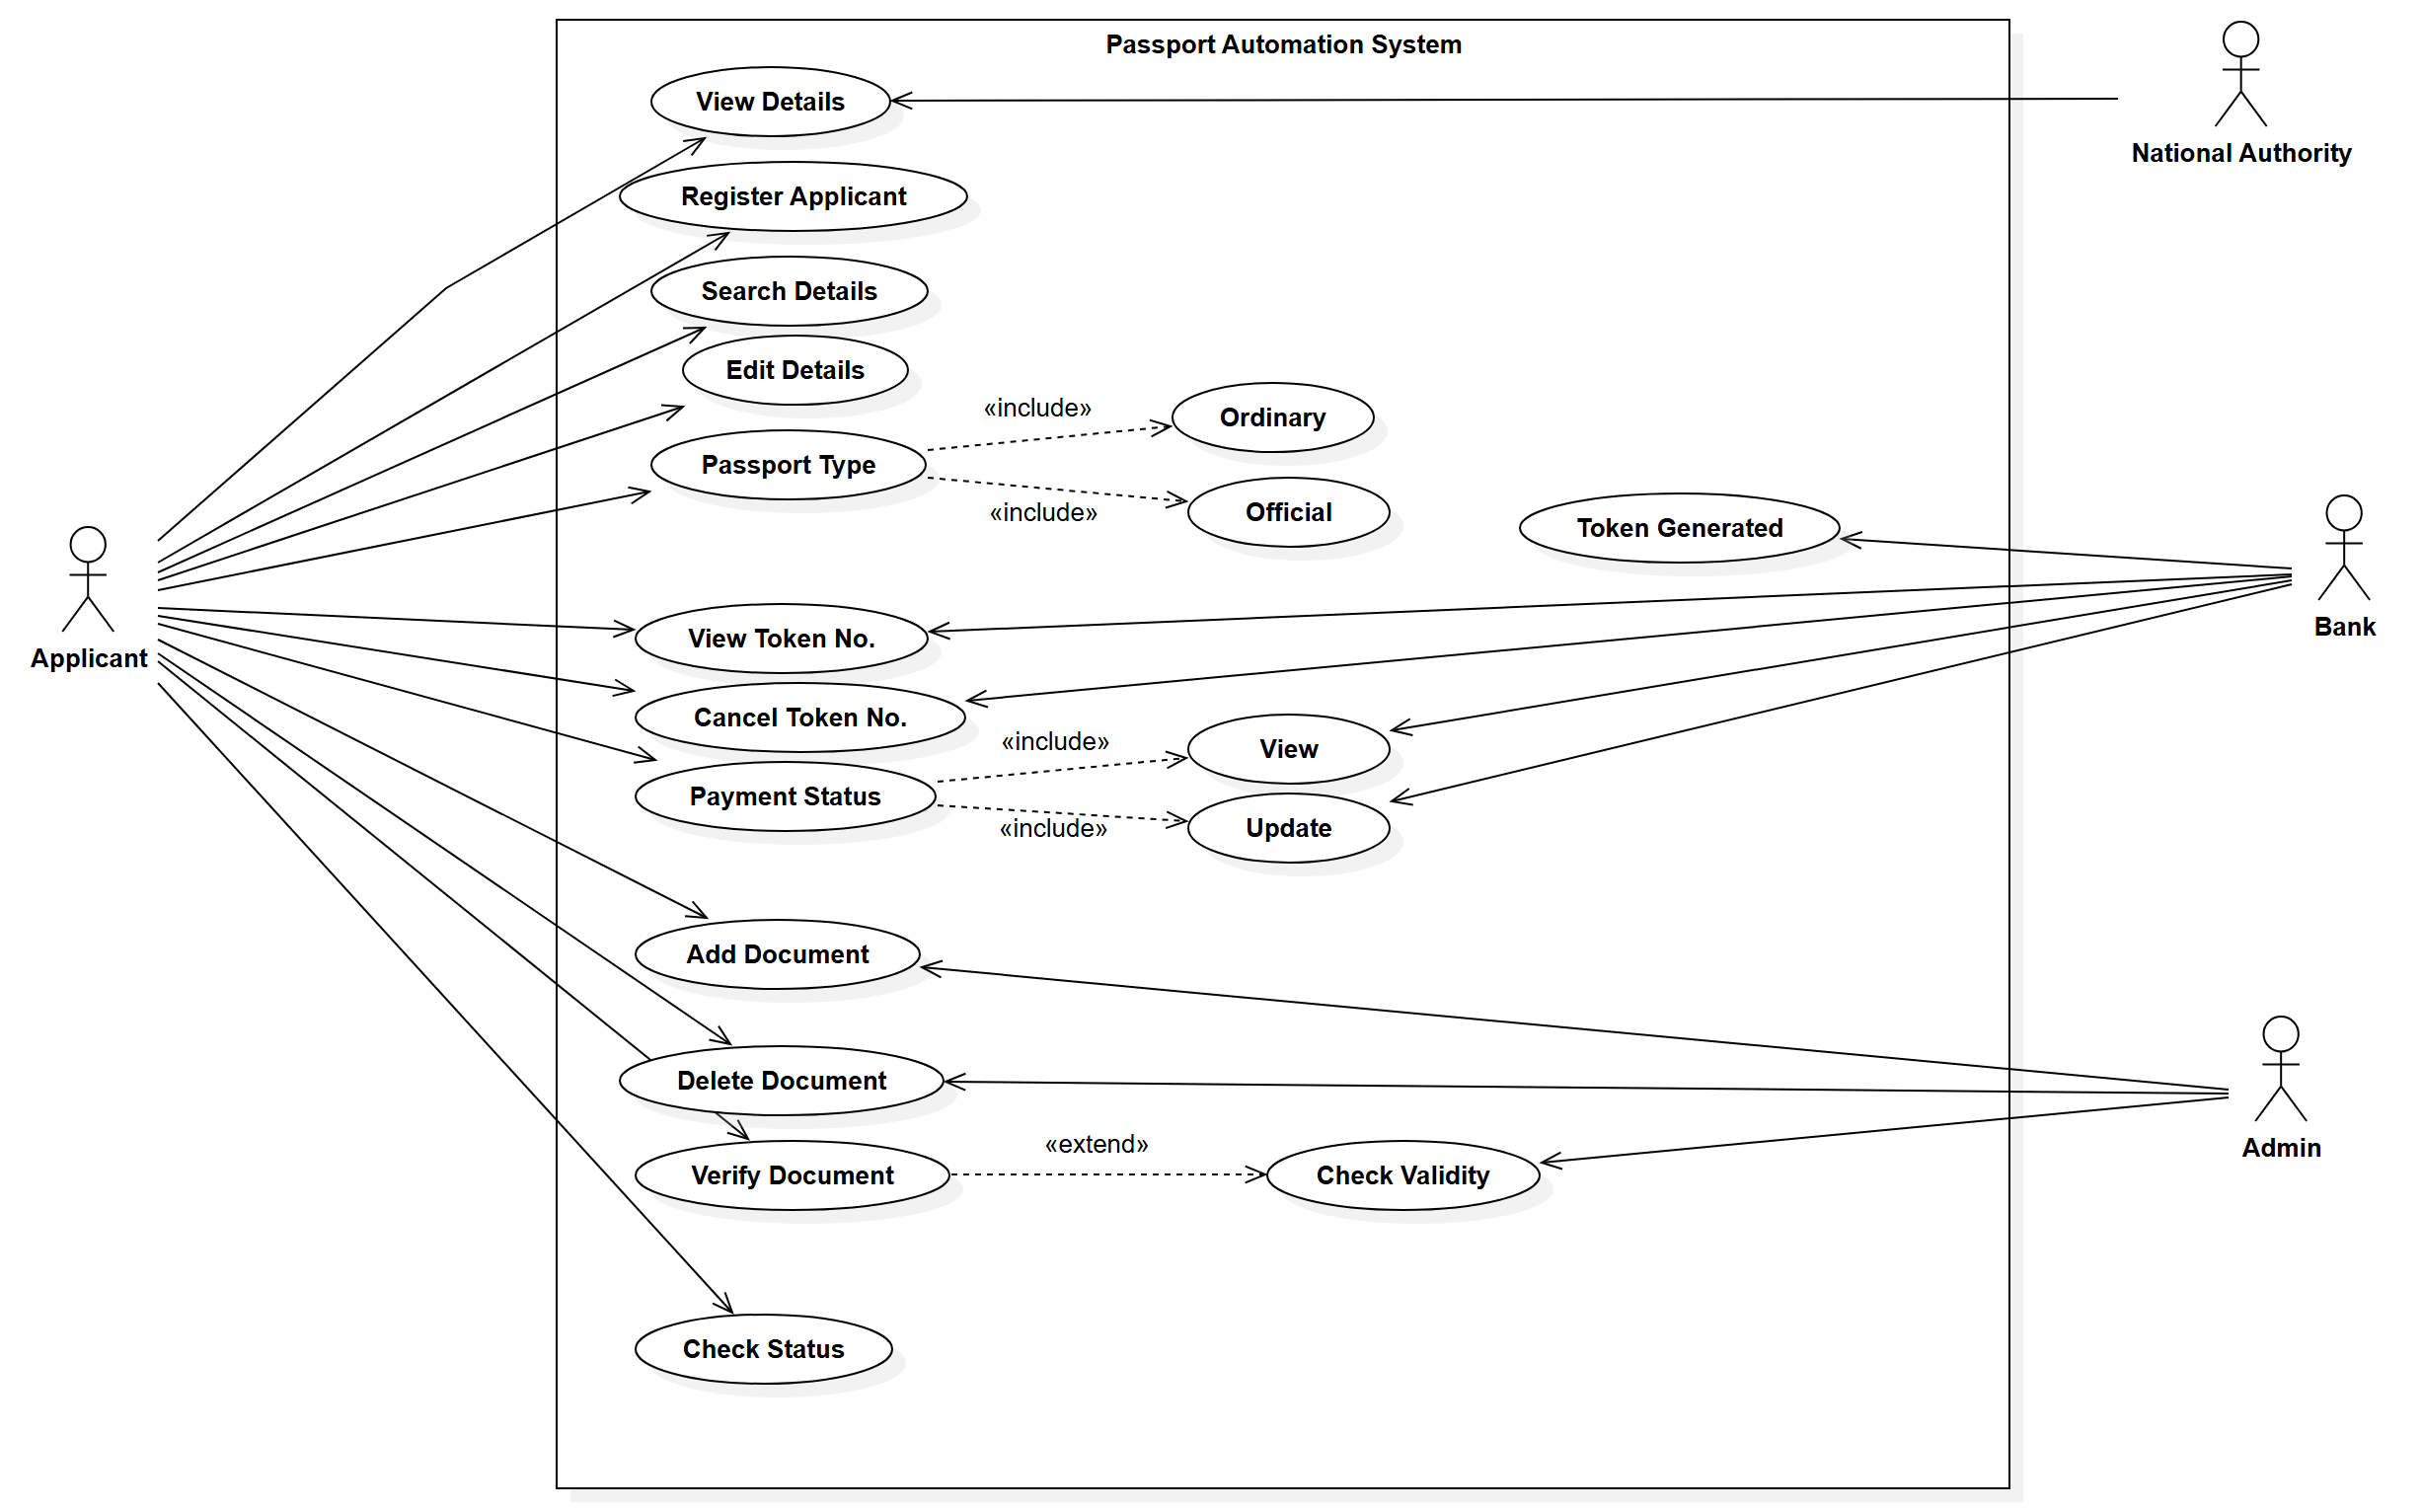 Passport Automation System
View Details
National Authority
Register Applicant
Search Details
Edit Details
«include»
Ordinary
Passport Type
«include»
Official
Token Generated
Bank
Applicant
View Token No.
Cancel Token No.
«include»
View
Payment Status
«include»
Update
Add Document
Delete Document
Admin
«extend»
Verify Document
Check Validity
Check Status